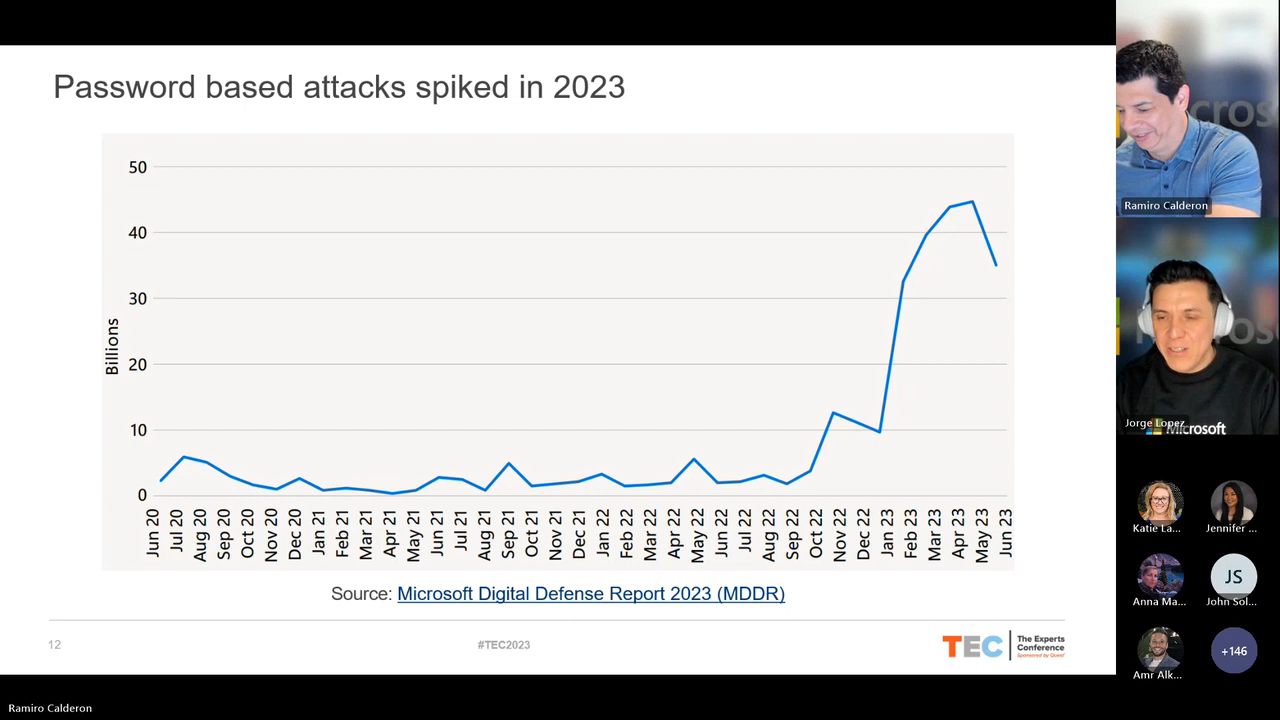 Password based attacks spiked in 2023
50
40
30
20
10
0
Billions
Jun 20
Jul 20
Aug 20
Sep 20
Oct 20
Nov 20
Dec 20
Jan 21
Feb 21
Mar 21
Apr 21
May 21
Jun 21
Jul 21
Aug 21
Sep 21
Oct 21
Nov 21
Dec 21
Jan 22
Feb 22
Mar 22
Apr 22
May 22
Jun 22
Jul 22
Aug 22
Sep 22
Oct 22
Nov 22
Dec 22
Jan 23
Feb 23
Mar 23
Apr 23
May 23
Jun 23
Source: Microsoft Digital Defense Report 2023 (MDDR)
12
#TEC2023
TEC
The Experts
Conference
Sponsored by Quest
Ramiro Calderon
Jorge Lopez
Microsoft
Katie La...
Jennifer ...
Anna Ma...
JS
John Sol...
Amr Alk...
+146
Ramiro Calderon